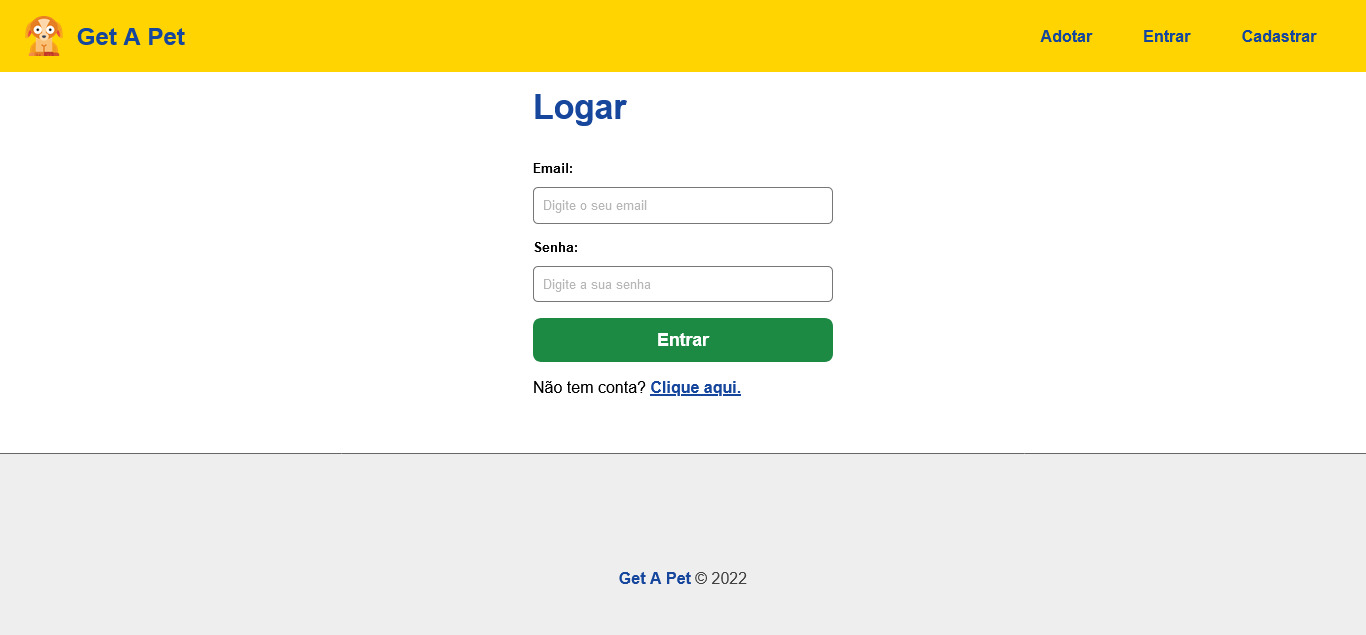 Get A Pet
Adotar
Entrar
Cadastrar
Logar
Email:
Digite o seu email
Senha:
Digite a sua senha
Entrar
Não tem conta? Clique aqui.
Get A Pet © 2022